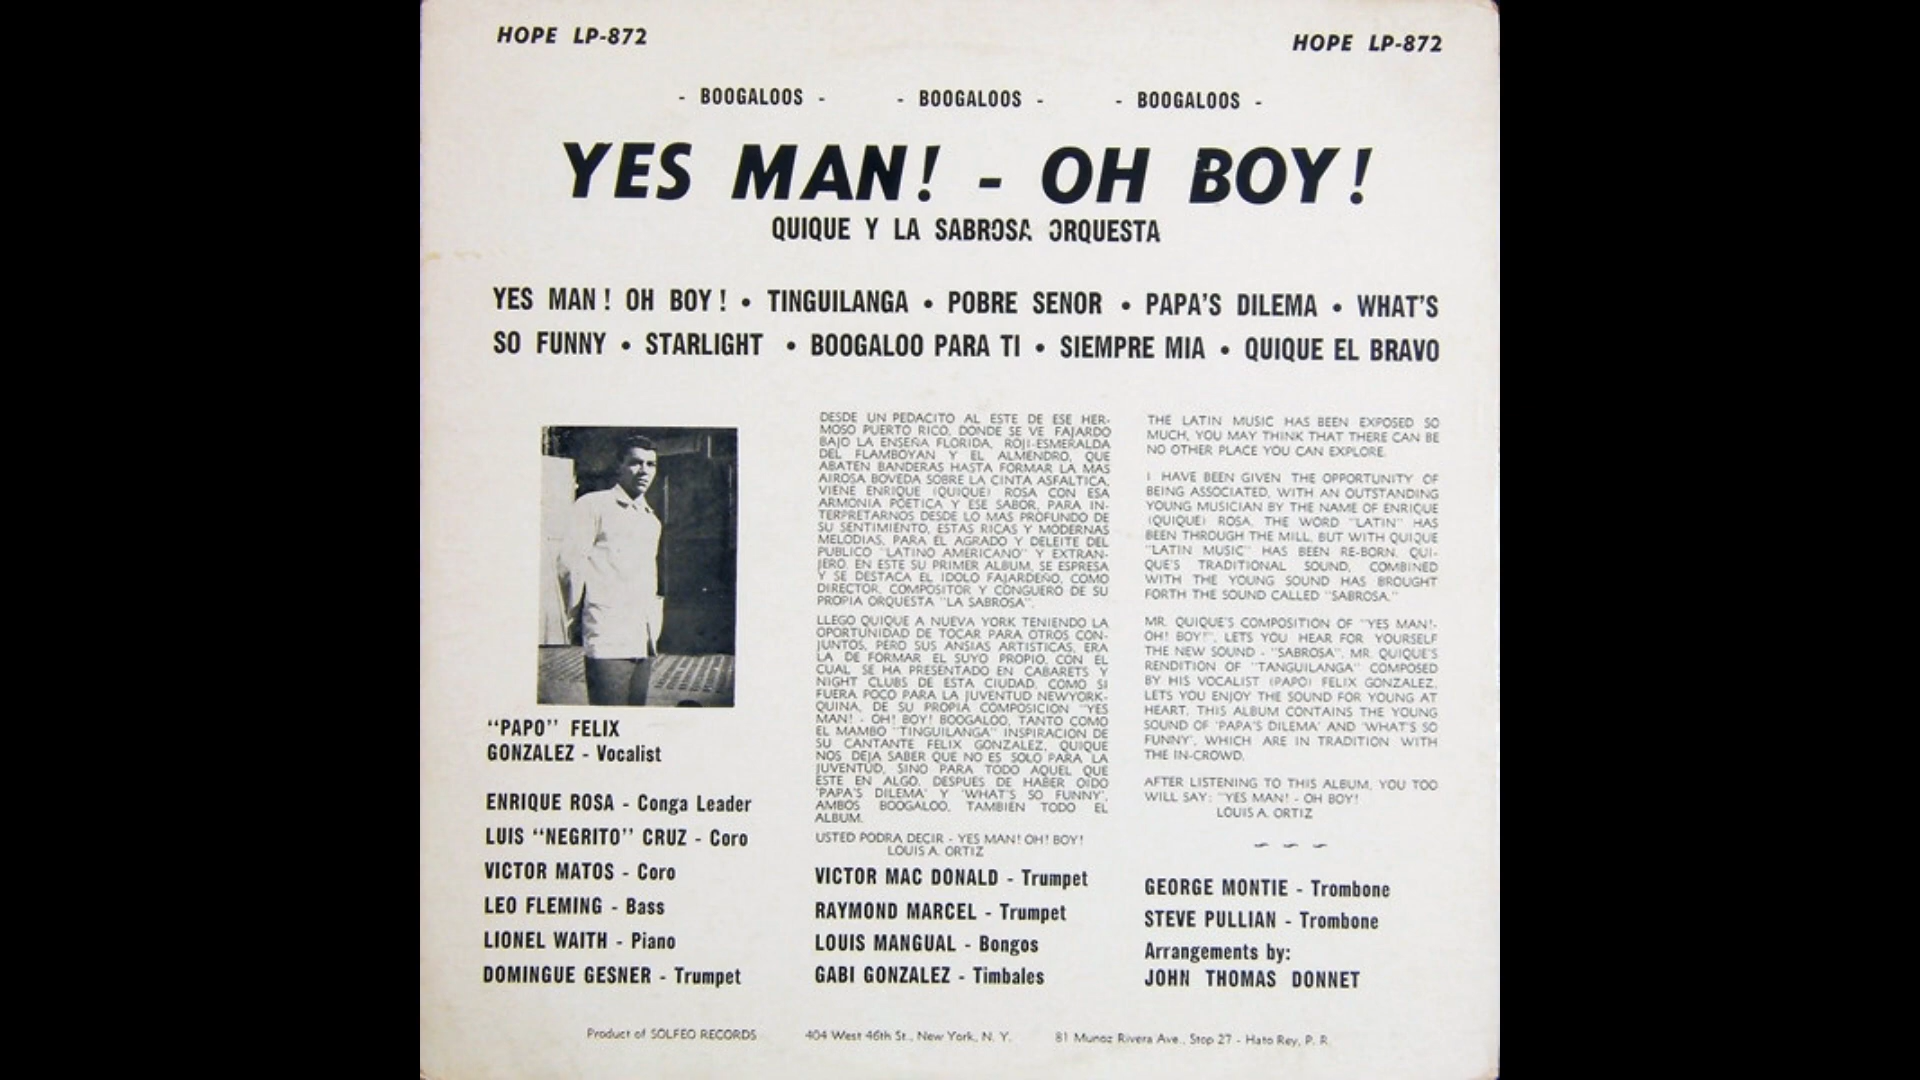 HOPE LP-872
HOPE LP-872
- BOOGALOOS - - BOOGALOOS - - BOOGALOOS -
YES MAN! - OH BOY!
QUIQUE Y LA SABROSA ORQUESTA
YES MAN! OH BOY! • TINGUILANGA • POBRE SENOR • PAPA'S DILEMA • WHAT'S
SO FUNNY • STARLIGHT • BOOGALOO PARA TI • SIEMPRE MIA • QUIQUE EL BRAVO
"PAPO" FELIX
GONZALEZ - Vocalist
ENRIQUE ROSA - Conga Leader
LUIS "NEGRITO" CRUZ - Coro
VICTOR MATOS - Coro
LEO FLEMING - Bass
LIONEL WAITH - Piano
DOMINGUE GESNER - Trumpet
DESDE UN PEDACITO AL ESTE DE ESE HER-
MOSO PUERTO RICO, DONDE SE VE FAJARDO
BAJO LA ENSEÑA FLORIDA, ROJI-ESMERALDA
DEL FLAMBOYAN Y EL ALMENDRO, QUE
ABATEN BANDERAS HASTA FORMAR LA MAS
AIROSA BOVEDA SOBRE LA CINTA ASFALTICA,
VIENE ENRIQUE (QUIQUE) ROSA CON ESA
ARMONIA POETICA Y ESE SABOR, PARA IN-
TERPRETARNOS DESDE LO MAS PROFUNDO DE
SU SENTIMIENTO, ESTAS RICAS Y MODERNAS
MELODIAS, PARA EL AGRADO Y DELEITE DEL
PUBLICO "LATINO AMERICANO" Y EXTRAN-
JERO. EN ESTE SU PRIMER ALBUM, SE ESPRESA
Y SE DESTACA EL IDOLO FAJARDEÑO, COMO
DIRECTOR, COMPOSITOR Y CONGUERO DE SU
PROPIA ORQUESTA "LA SABROSA".
LLEGO QUIQUE A NUEVA YORK TENIENDO LA
OPORTUNIDAD DE TOCAR PARA OTROS CON-
JUNTOS, PERO SUS ANSIAS ARTISTICAS, ERA
LA DE FORMAR EL SUYO PROPIO, CON EL
CUAL SE HA PRESENTADO EN CABARETS Y
NIGHT CLUBS DE ESTA CIUDAD. COMO SI
FUERA POCO PARA LA JUVENTUD NEWYORK-
QUINA, DE SU PROPIA COMPOSICION "YES
MAN! - OH! BOY! BOOGALOO, TANTO COMO
EL MAMBO "TINGUILANGA" INSPIRACION DE
SU CANTANTE FELIX GONZALEZ, QUIQUE
NOS DEJA SABER QUE NO ES SOLO PARA LA
JUVENTUD, SINO PARA TODO AQUEL QUE
ESTE EN ALGO. DESPUES DE HABER OIDO
'PAPA'S DILEMA' Y 'WHAT'S SO FUNNY',
AMBOS BOOGALOO, TAMBIEN TODO EL
ALBUM.
USTED PODRA DECIR - YES MAN! OH! BOY!
LOUIS A. ORTIZ
VICTOR MAC DONALD - Trumpet
RAYMOND MARCEL - Trumpet
LOUIS MANGUAL - Bongos
GABI GONZALEZ - Timbales
THE LATIN MUSIC HAS BEEN EXPOSED SO
MUCH, YOU MAY THINK THAT THERE CAN BE
NO OTHER PLACE YOU CAN EXPLORE.
I HAVE BEEN GIVEN THE OPPORTUNITY OF
BEING ASSOCIATED, WITH AN OUTSTANDING
YOUNG MUSICIAN BY THE NAME OF ENRIQUE
(QUIQUE) ROSA. THE WORD "LATIN" HAS
BEEN THROUGH THE MILL, BUT WITH QUIQUE
"LATIN MUSIC" HAS BEEN RE-BORN. QUI-
QUE'S TRADITIONAL SOUND, COMBINED
WITH THE YOUNG SOUND HAS BROUGHT
FORTH THE SOUND CALLED "SABROSA."
MR. QUIQUE'S COMPOSITION OF "YES MAN!-
OH! BOY!", LETS YOU HEAR FOR YOURSELF
THE NEW SOUND - "SABROSA". MR. QUIQUE'S
RENDITION OF "TANGUILANGA" COMPOSED
BY HIS VOCALIST (PAPO) FELIX GONZALEZ,
LETS YOU ENJOY THE SOUND FOR YOUNG AT
HEART. THIS ALBUM CONTAINS THE YOUNG
SOUND OF 'PAPA'S DILEMA' AND 'WHAT'S SO
FUNNY', WHICH ARE IN TRADITION WITH
THE IN-CROWD.
AFTER LISTENING TO THIS ALBUM, YOU TOO
WILL SAY: "YES MAN! - OH BOY!
LOUIS A. ORTIZ
GEORGE MONTIE - Trombone
STEVE PULLIAN - Trombone
Arrangements by:
JOHN THOMAS DONNET
Product of SOLFEO RECORDS 404 West 46th St., New York, N. Y. 81 Munoz Rivera Ave., Stop 27 - Hato Rey, P. R.